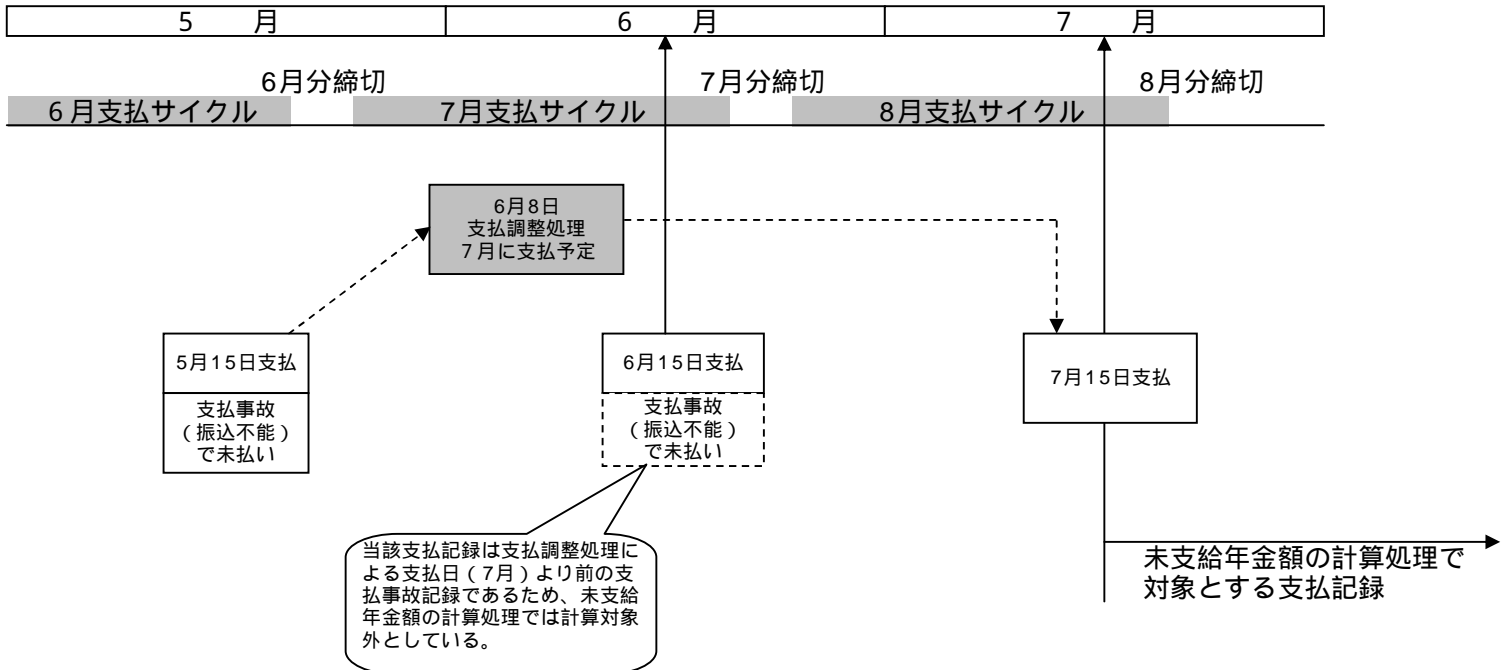 5　月
6　月
7　月
6月分締切
7月分締切
8月分締切
6月支払サイクル
7月支払サイクル
8月支払サイクル
6月8日
支払調整処理
7月に支払予定
5月15日支払
支払事故
（振込不能）
で未払い
6月15日支払
支払事故
（振込不能）
で未払い
7月15日支払
当該支払記録は支払調整処理に
よる支払日（7月）より前の支
払事故記録であるため、未支給
年金額の計算処理では計算対象
外としている。
未支給年金額の計算処理で
対象とする支払記録